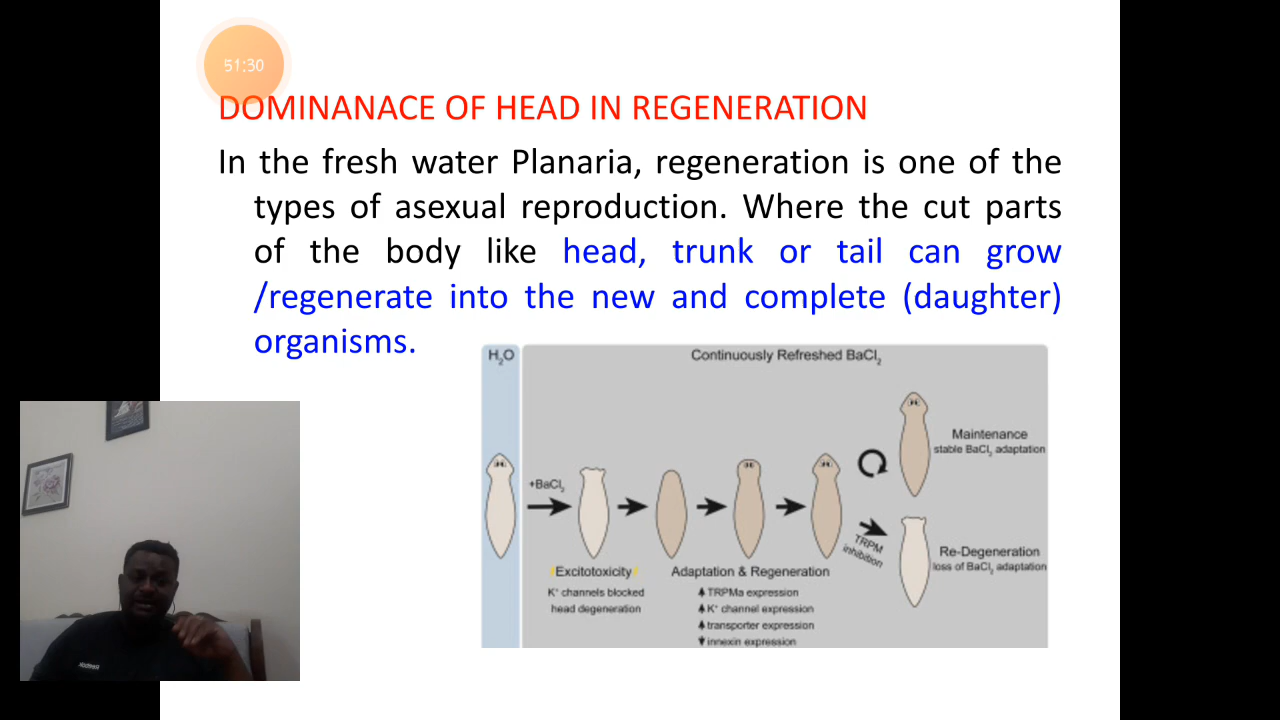 51:30
DOMINANACE OF HEAD IN REGENERATION
In the fresh water Planaria, regeneration is one of the
types of asexual reproduction. Where the cut parts
of the body like head, trunk or tail can grow
/regenerate into the new and complete (daughter)
organisms.
H₂O
Continuously Refreshed BaCl₂
Maintenance
stable BaCl₂ adaptation
+BaCl₂
TRPM
inhibition
Re-Degeneration
loss of BaCl₂ adaptation
Excitotoxicity
K⁺ channels blocked
head degeneration
Adaptation & Regeneration
TRPMa expression
K⁺ channel expression
transporter expression
innexin expression